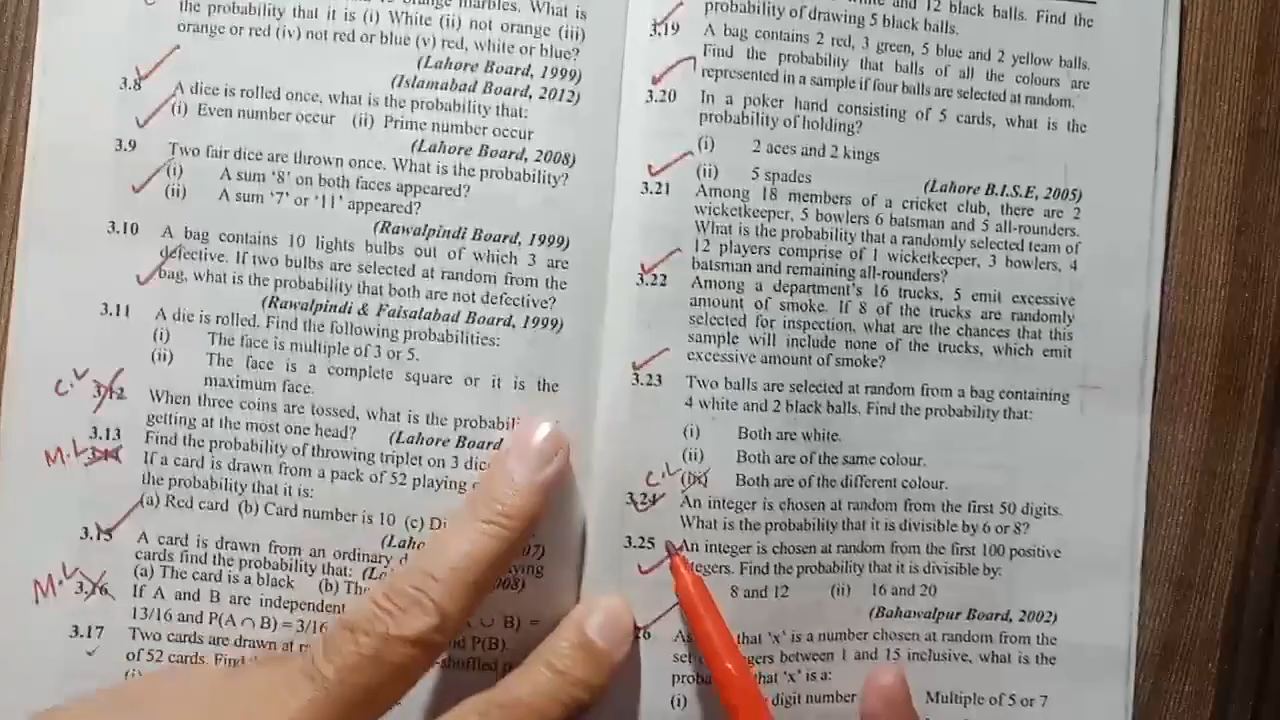 orange marbles. What is
the probability that it is (i) White (ii) not orange (iii)
orange or red (iv) not red or blue (v) red, white or blue?
(Lahore Board, 1999)
(Islamabad Board, 2012)
3.8 A dice is rolled once, what is the probability that:
(i) Even number occur (ii) Prime number occur
(Lahore Board, 2008)
3.9 Two fair dice are thrown once. What is the probability?
(i) A sum '8' on both faces appeared?
(ii) A sum '7' or '11' appeared?
(Rawalpindi Board, 1999)
3.10 A bag contains 10 lights bulbs out of which 3 are
defective. If two bulbs are selected at random from the
bag, what is the probability that both are not defective?
(Rawalpindi & Faisalabad Board, 1999)
3.11 A die is rolled. Find the following probabilities:
(i) The face is multiple of 3 or 5.
(ii) The face is a complete square or it is the
maximum face.
C.L 3.12 When three coins are tossed, what is the
getting at the most one head? (Lahore Board
3.13 Find the probability of throwing triplet on 3
M.L 3.14 If a card is drawn from a pack of 52 playing
the probability that it is:
(a) Red card (b) Card number is 10 (c)
3.15 A card is drawn from an ordinary
cards find the probability that:
(a) The card is a black (b)
M.L 3.16 If A and B are independent
13/16 and P(A ∩ B) = 3/16 ∪ B) =
and P(B).
3.17 Two cards are drawn at
of 52 cards.
and 12 black balls. Find the
probability of drawing 5 black balls.
3.19 A bag contains 2 red, 3 green, 5 blue and 2 yellow balls.
Find the probability that balls of all the colours are
represented in a sample if four balls are selected at random.
3.20 In a poker hand consisting of 5 cards, what is the
probability of holding?
(i) 2 aces and 2 kings
(ii) 5 spades
(Lahore B.I.S.E, 2005)
3.21 Among 18 members of a cricket club, there are 2
wicketkeeper, 5 bowlers 6 batsman and 5 all-rounders.
What is the probability that a randomly selected team of
12 players comprise of 1 wicketkeeper, 3 bowlers, 4
batsman and remaining all-rounders?
3.22 Among a department's 16 trucks, 5 emit excessive
amount of smoke. If 8 of the trucks are randomly
selected for inspection, what are the chances that this
sample will include none of the trucks, which emit
excessive amount of smoke?
3.23 Two balls are selected at random from a bag containing
4 white and 2 black balls. Find the probability that:
(i) Both are white.
(ii) Both are of the same colour.
C.L Both are of the different colour.
3.24 An integer is chosen at random from the first 50 digits.
What is the probability that it is divisible by 6 or 8?
3.25 An integer is chosen at random from the first 100 positive
Find the probability that it is divisible by:
8 and 12 (ii) 16 and 20
(Bahawalpur Board, 2002)
that 'x' is a number chosen at random from the
between 1 and 15 inclusive, what is the
that 'x' is a:
(i) digit number Multiple of 5 or 7